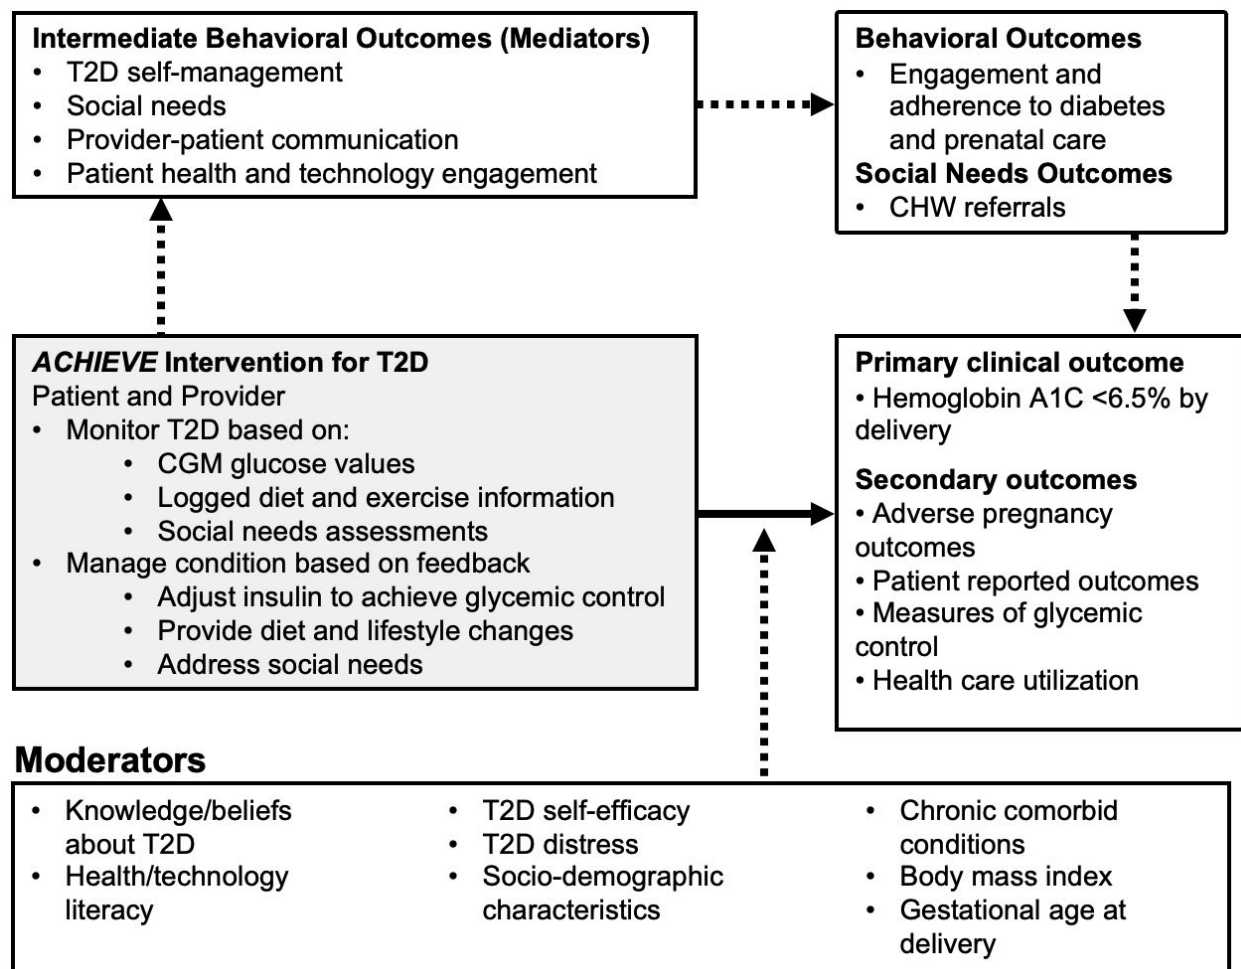 Intermediate Behavioral Outcomes (Mediators)
• T2D self-management
• Social needs
• Provider-patient communication
• Patient health and technology engagement
Behavioral Outcomes
• Engagement and
adherence to diabetes
and prenatal care
Social Needs Outcomes
• CHW referrals
ACHIEVE Intervention for T2D
Patient and Provider
• Monitor T2D based on:
• CGM glucose values
• Logged diet and exercise information
• Social needs assessments
• Manage condition based on feedback
• Adjust insulin to achieve glycemic control
• Provide diet and lifestyle changes
• Address social needs
Primary clinical outcome
• Hemoglobin A1C <6.5% by
delivery
Secondary outcomes
• Adverse pregnancy
outcomes
• Patient reported outcomes
• Measures of glycemic
control
• Health care utilization
Moderators
• Knowledge/beliefs
about T2D
• Health/technology
literacy
• T2D self-efficacy
• T2D distress
• Socio-demographic
characteristics
• Chronic comorbid
conditions
• Body mass index
• Gestational age at
delivery